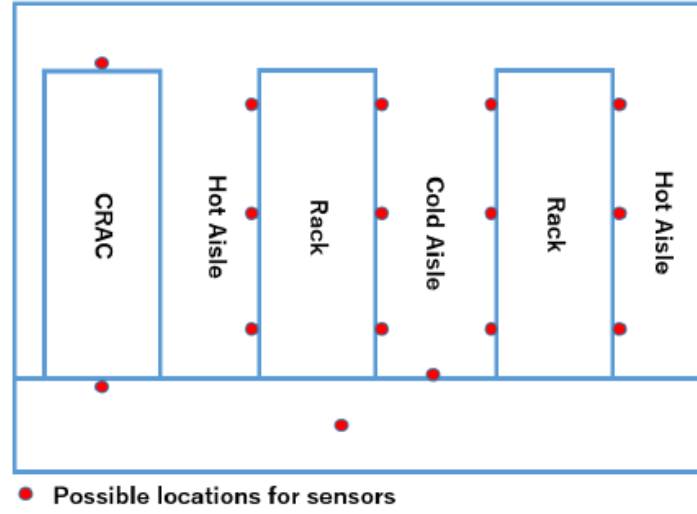 CRAC
Hot Aisle
Rack
Cold Aisle
Rack
Hot Aisle
Possible locations for sensors